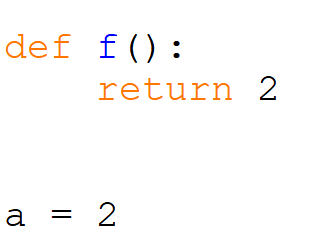 def f():
    return 2
a = 2